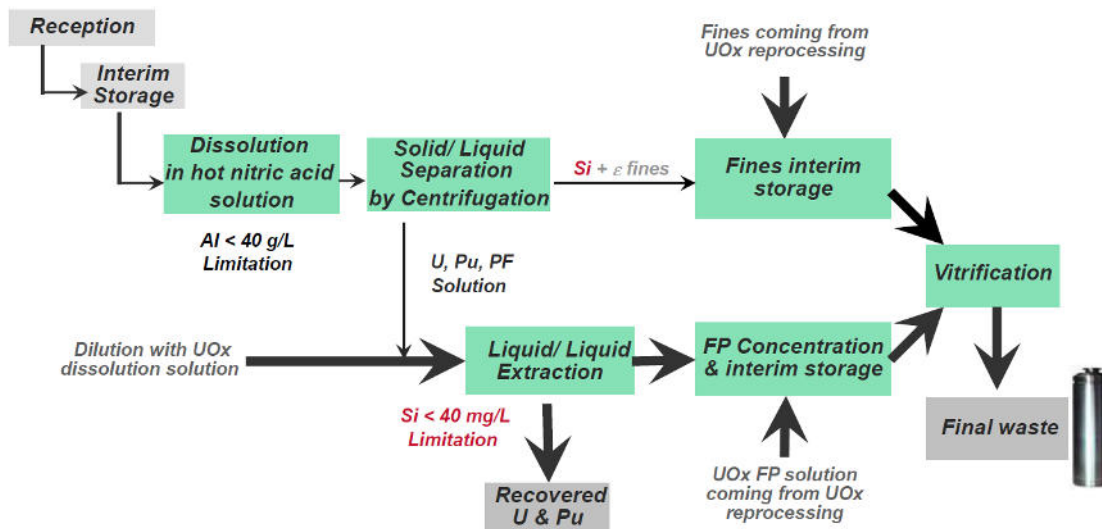 Reception
Interim
Storage
Fines coming from
UOx reprocessing
Dissolution
in hot nitric acid
solution
Solid/ Liquid
Separation
by Centrifugation
Si + ε fines
Fines interim
storage
Al < 40 g/L
Limitation
U, Pu, PF
Solution
Vitrification
Dilution with UOx
dissolution solution
Liquid/ Liquid
Extraction
FP Concentration
& interim storage
Si < 40 mg/L
Limitation
Final waste
Recovered
U & Pu
UOx FP solution
coming from UOx
reprocessing